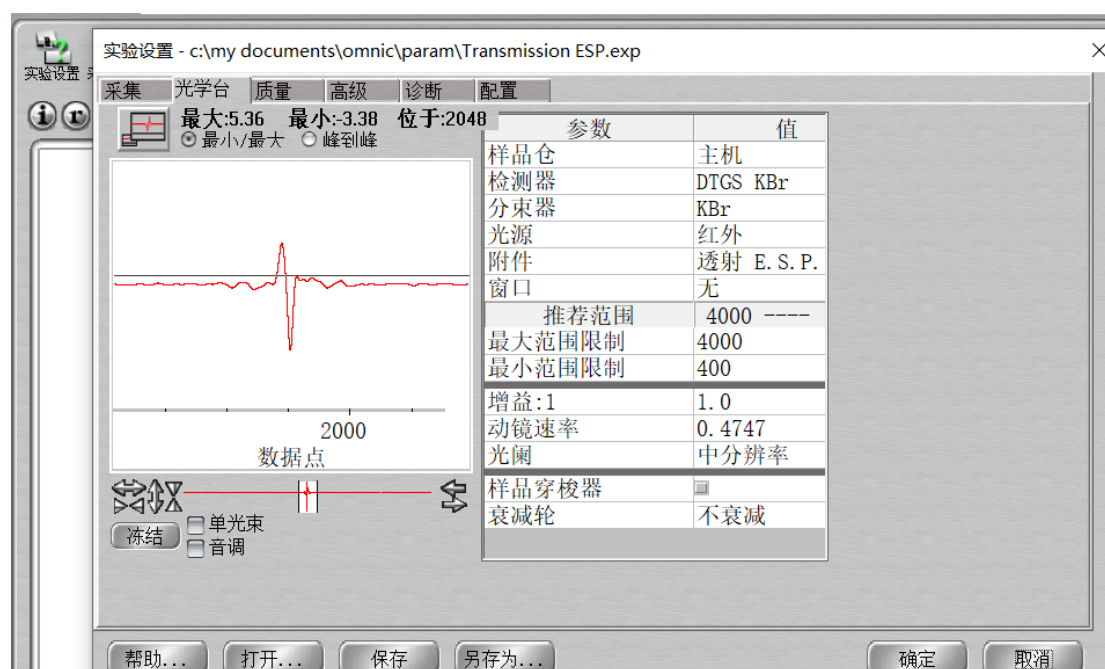 实验设置 - c:\my documents\omnic\param\Transmission ESP.exp
实验设置
采集 光学台 质量 高级 诊断 配置
最大:5.36 最小:-3.38 位于:2048
最小/最大 峰到峰
参数 值
样品仓 主机
检测器 DTGS KBr
分束器 KBr
光源 红外
附件 透射 E.S.P.
窗口 无
推荐范围 4000 ----
最大范围限制 4000
最小范围限制 400
增益:1 1.0
动镜速率 0.4747
光阑 中分辨率
样品穿梭器
衰减轮 不衰减
2000
数据点
冻结
单光束
音调
帮助... 打开... 保存 另存为... 确定 取消